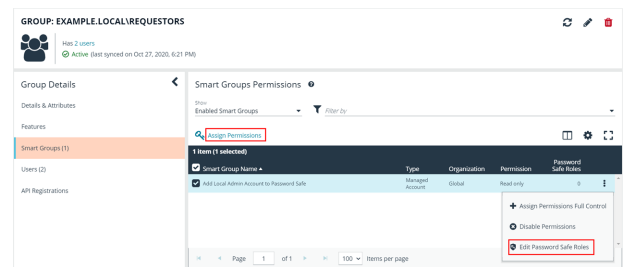 GROUP: EXAMPLE.LOCAL\REQUESTORS
Has 2 users
Active (last synced on Oct 27, 2020, 6:21 PM)
Group Details
Details & Attributes
Features
Smart Groups (1)
Users (2)
API Registrations
Smart Groups Permissions
Show
Enabled Smart Groups
Filter by
Assign Permissions
1 item (1 selected)
Smart Group Name Type Organization Permission Password Safe Roles
Add Local Admin Account to Password Safe Managed Account Global Read only 0
Assign Permissions Full Control
Disable Permissions
Edit Password Safe Roles
Page 1 of 1 100 Items per page